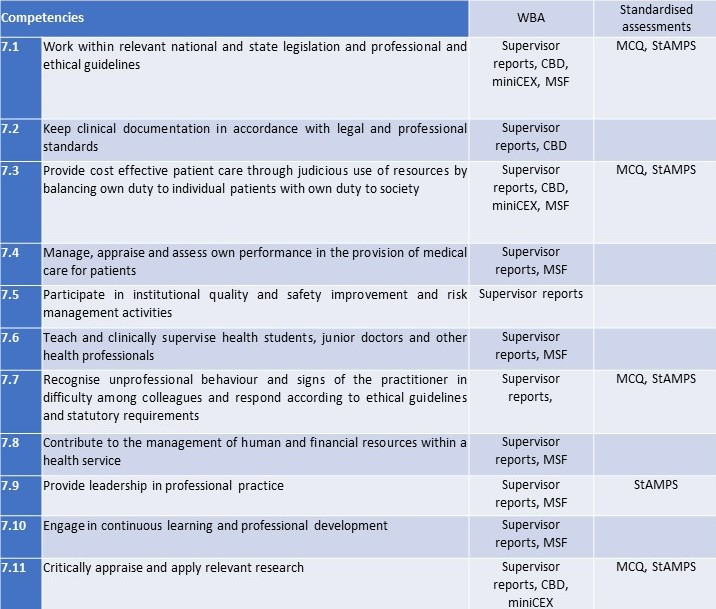 Competencies
WBA
Standardised
assessments
7.1
Work within relevant national and state legislation and professional and
ethical guidelines
Supervisor
reports, CBD,
miniCEX, MSF
MCQ, StAMPS
7.2
Keep clinical documentation in accordance with legal and professional
standards
Supervisor
reports, CBD
7.3
Provide cost effective patient care through judicious use of resources by
balancing own duty to individual patients with own duty to society
Supervisor
reports, CBD,
miniCEX, MSF
MCQ, StAMPS
7.4
Manage, appraise and assess own performance in the provision of medical
care for patients
Supervisor
reports, MSF
7.5
Participate in institutional quality and safety improvement and risk
management activities
Supervisor reports
7.6
Teach and clinically supervise health students, junior doctors and other
health professionals
Supervisor
reports, MSF
7.7
Recognise unprofessional behaviour and signs of the practitioner in
difficulty among colleagues and respond according to ethical guidelines
and statutory requirements
Supervisor
reports,
MCQ, StAMPS
7.8
Contribute to the management of human and financial resources within a
health service
Supervisor
reports, MSF
7.9
Provide leadership in professional practice
Supervisor
reports, MSF
StAMPS
7.10
Engage in continuous learning and professional development
Supervisor
reports, MSF
7.11
Critically appraise and apply relevant research
Supervisor
reports, CBD,
miniCEX
MCQ, StAMPS